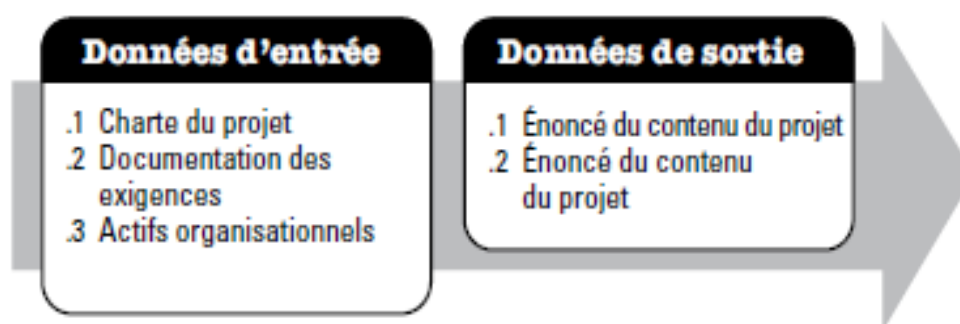 Données d'entrée
.1 Charte du projet
.2 Documentation des
exigences
.3 Actifs organisationnels
Données de sortie
.1 Énoncé du contenu du projet
.2 Énoncé du contenu
du projet